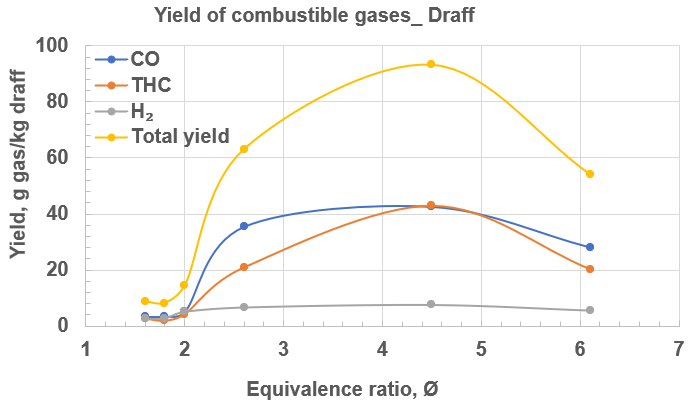 Yield of combustible gases_ Draff
100
80
60
40
20
0
CO
THC
H₂
Total yield
Yield, g gas/kg draff
1 2 3 4 5 6 7
Equivalence ratio, Ø